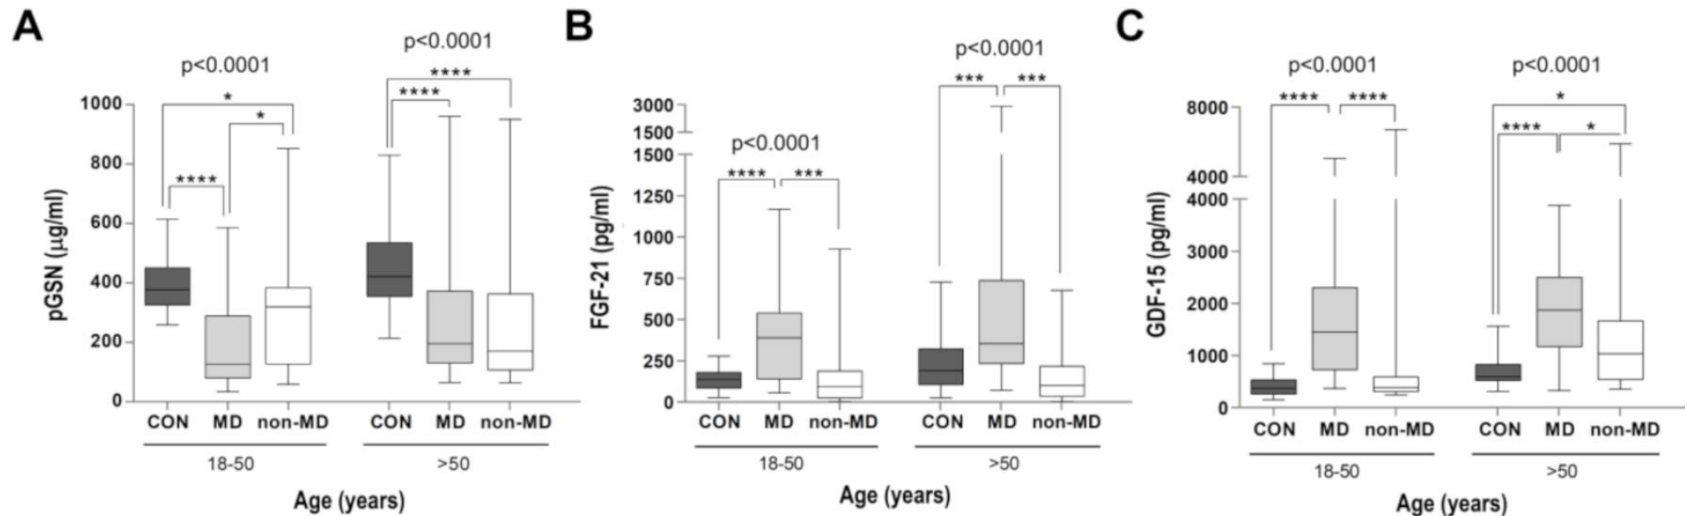 A
p<0.0001
p<0.0001
****
*
****
*
****
1000
800
600
400
200
0
pGSN (µg/ml)
CON MD non-MD CON MD non-MD
18-50 >50
Age (years)
B
p<0.0001
*** ***
p<0.0001
**** ***
3000
1500
1500
1250
1000
750
500
250
0
FGF-21 (pg/ml)
CON MD non-MD CON MD non-MD
18-50 >50
Age (years)
C
p<0.0001 p<0.0001
**** ****
*
**** *
8000
4000
4000
3000
2000
1000
0
GDF-15 (pg/ml)
CON MD non-MD CON MD non-MD
18-50 >50
Age (years)